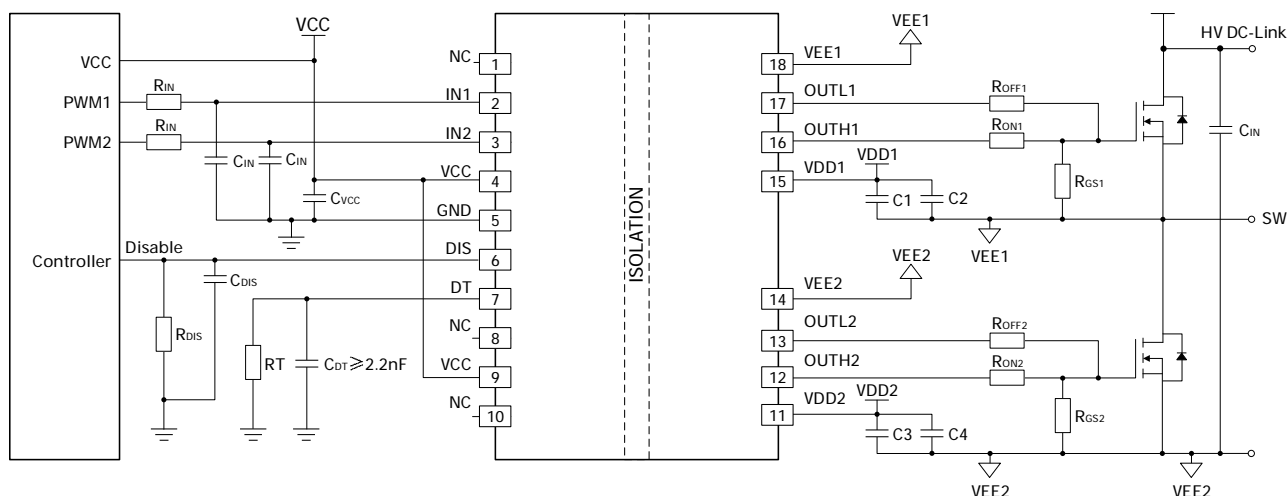 VCC
VEE1
HV DC-Link
VCC
NC
1
18
VEE1
PWM1
RIN
IN1
2
17
OUTL1
ROFF1
PWM2
RIN
IN2
3
16
OUTH1
RON1
CIN
CIN
CIN
VCC
4
15
VDD1
VDD1
RGS1
CVCC
C1
C2
GND
5
SW
VEE1
Controller
Disable
DIS
6
ISOLATION
VEE2
CDIS
DT
7
14
VEE2
RDIS
NC
8
13
OUTL2
ROFF2
RT
CDT≥2.2nF
VCC
9
12
OUTH2
RON2
NC
10
11
VDD2
VDD2
RGS2
C3
C4
VEE2
VEE2